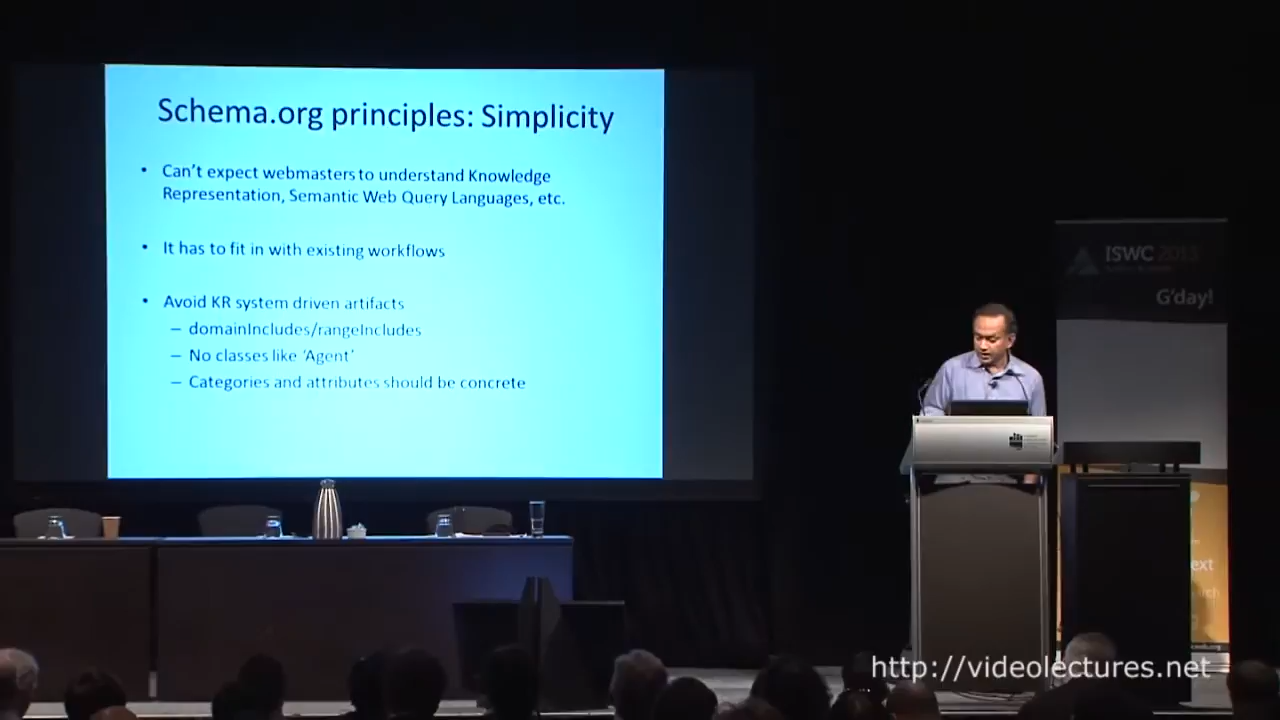 Schema.org principles: Simplicity
• Can't expect webmasters to understand Knowledge
Representation, Semantic Web Query Languages, etc.
• It has to fit in with existing workflows
• Avoid KR system driven artifacts
– domainIncludes/rangeIncludes
– No classes like 'Agent'
– Categories and attributes should be concrete
ISWC 2013
G'day!
ext
http://videolectures.net